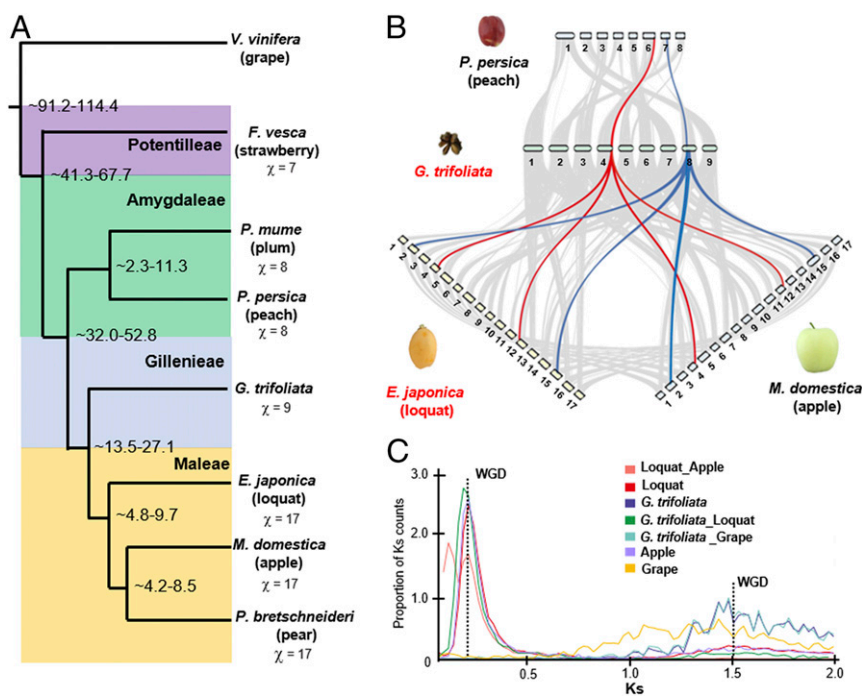 A
V. vinifera
(grape)
~91.2-114.4
Potentilleae
F. vesca
(strawberry)
χ = 7
~41.3-67.7
Amygdaleae
P. mume
(plum)
χ = 8
~2.3-11.3
P. persica
(peach)
χ = 8
~32.0-52.8
Gillenieae
G. trifoliata
χ = 9
~13.5-27.1
Maleae
E. japonica
(loquat)
χ = 17
~4.8-9.7
M. domestica
(apple)
χ = 17
~4.2-8.5
P. bretschneideri
(pear)
χ = 17
B
P. persica
(peach)
1 2 3 4 5 6 7 8
G. trifoliata
1 2 3 4 5 6 7 8 9
E. japonica
(loquat)
1 2 3 4 5 6 7 8 9 10 11 12 13 14 15 16 17
M. domestica
(apple)
1 2 3 4 5 6 7 8 9 10 11 12 13 14 15 16 17
C
WGD
WGD
Loquat_Apple
Loquat
G. trifoliata
G. trifoliata_Loquat
G. trifoliata _Grape
Apple
Grape
Proportion of Ks counts
3.0
2.0
1.0
0
0.5
1.0
1.5
2.0
Ks